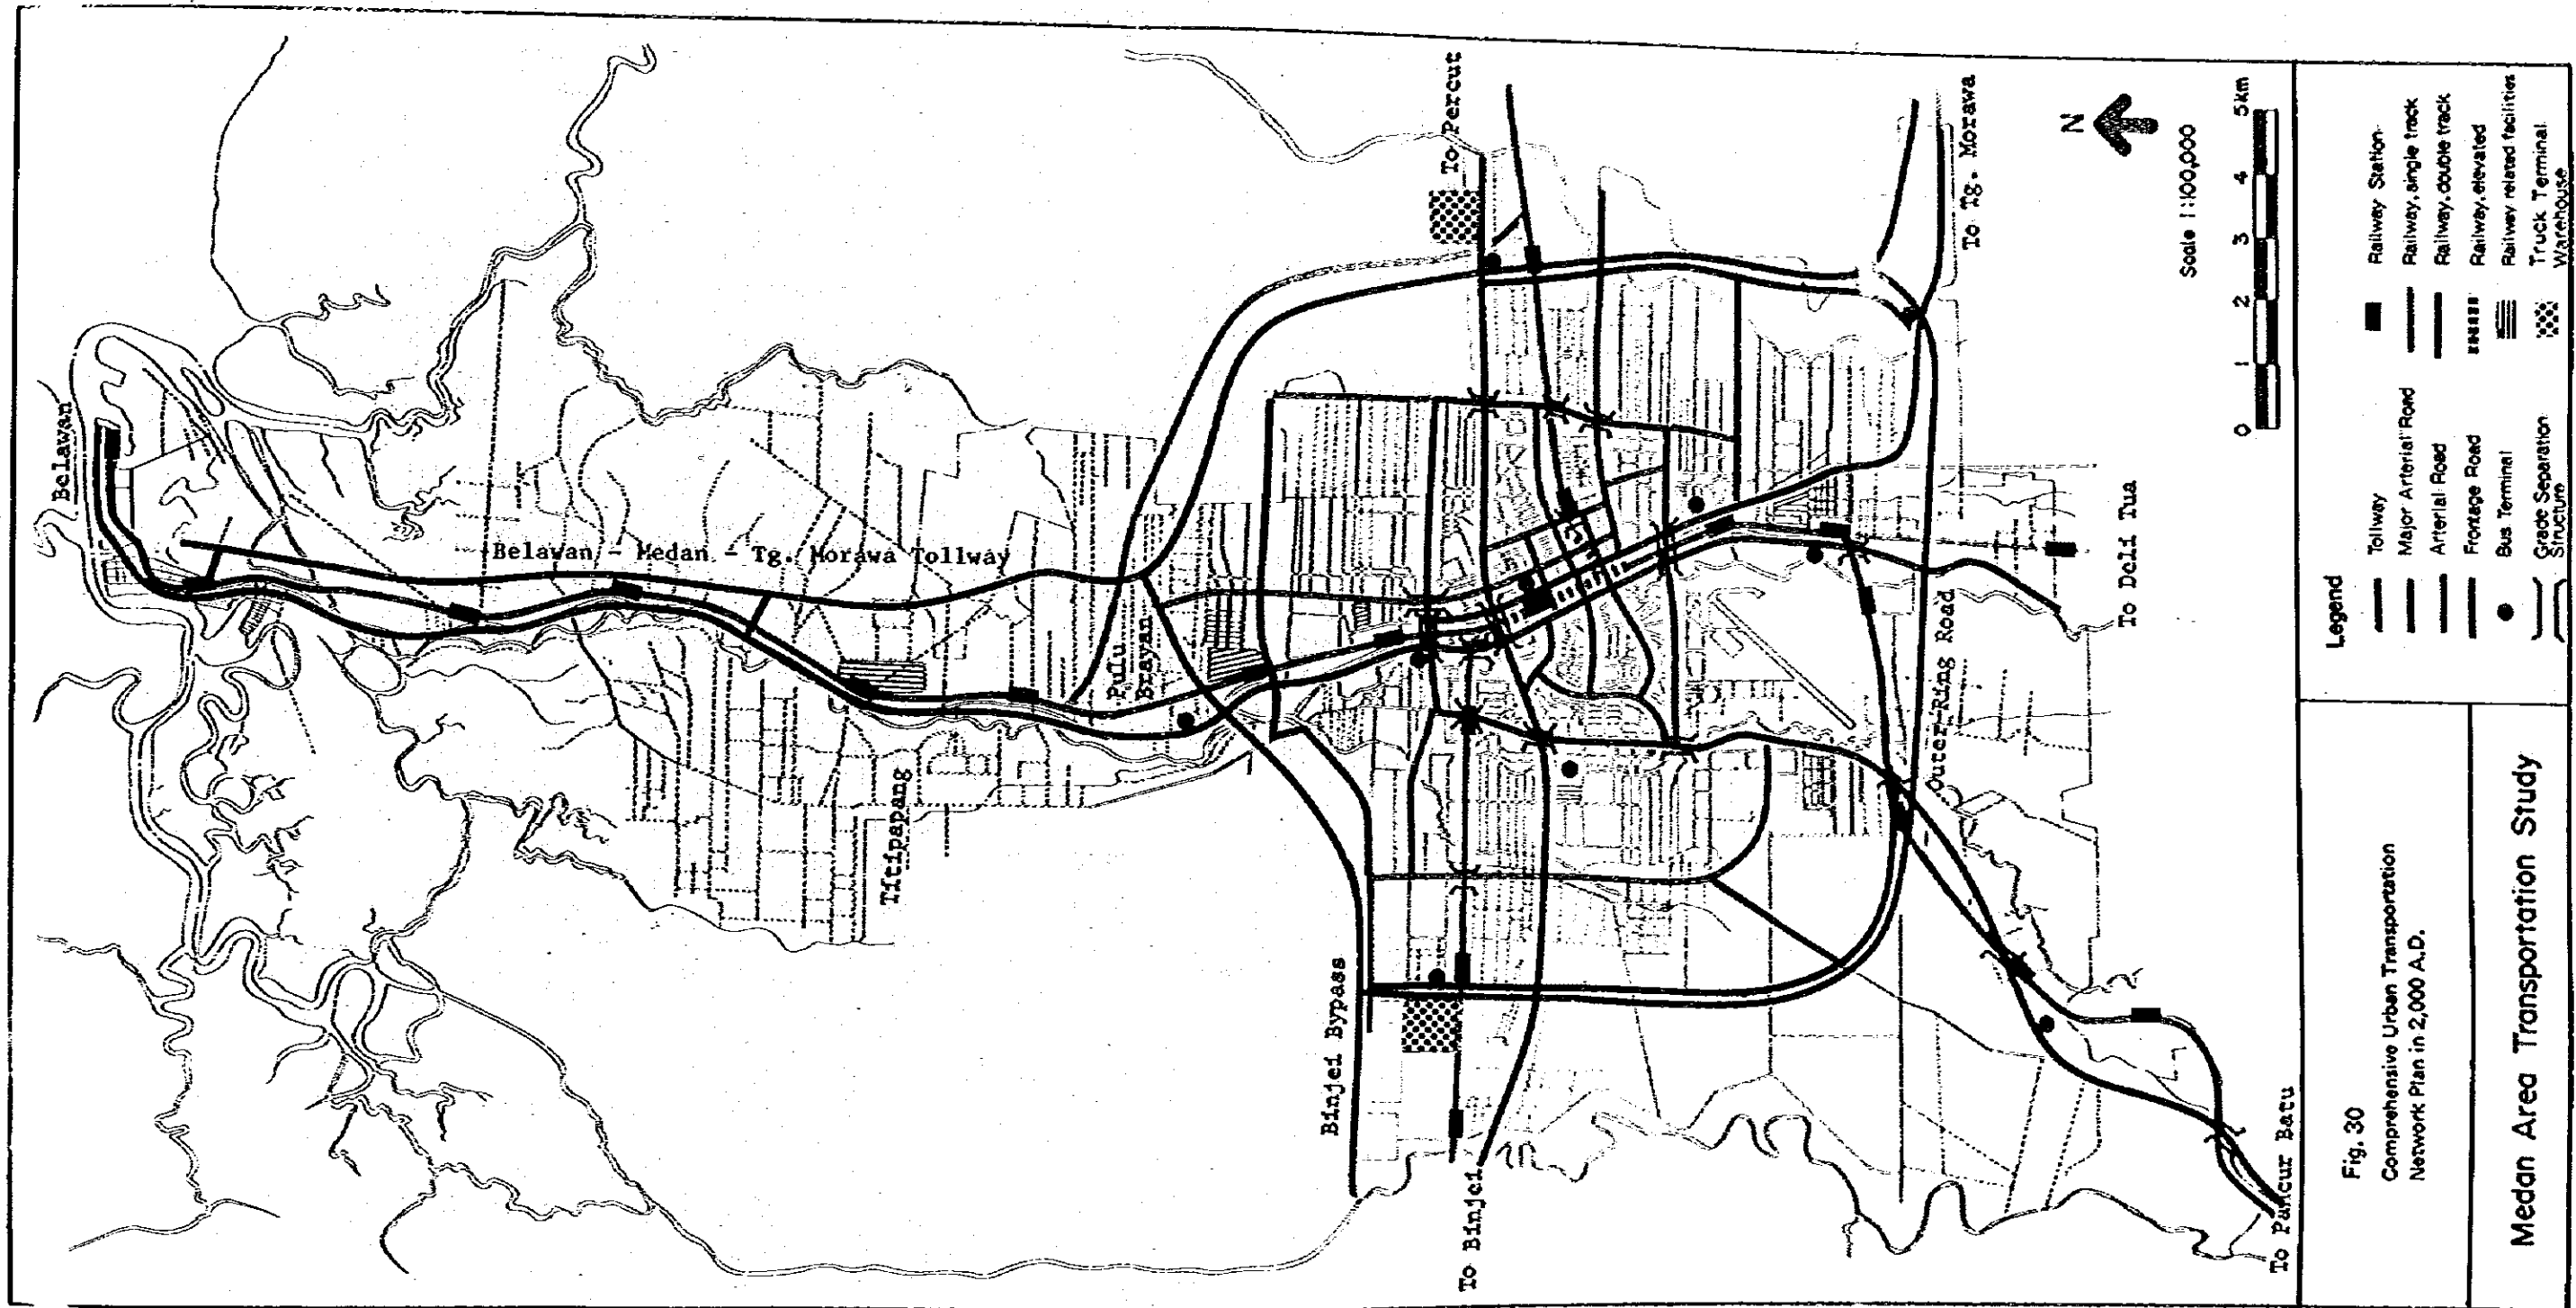 Belawan
Belawan - Medan - Tg. Morawa Tollway
Titipapang
Pulu
Brayan
Binjei Bypass
To Binjei
To Percut
To Tg. Morawa
Outer Ring Road
To Deli Tua
To Pancur Batu
N
Scale 1:100,000
0 1 2 3 4 5km
Legend
Tollway
Major Arterial Road
Arterial Road
Frontage Road
Bus Terminal
Grade Separation
Structure
Railway Station
Railway, single track
Railway, double track
Railway, elevated
Railway related facilities
Truck Terminal
Warehouse
Fig. 30
Comprehensive Urban Transportation
Network Plan in 2,000 A.D.
Medan Area Transportation Study